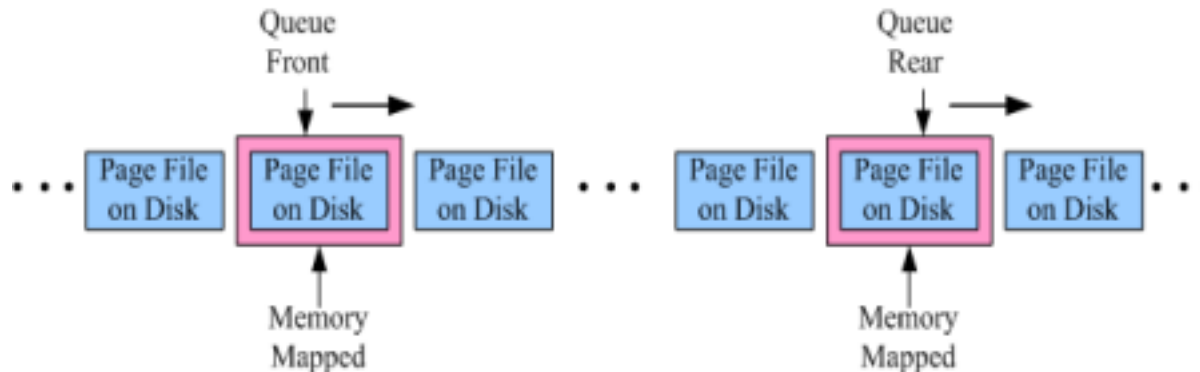 Queue
Front
Queue
Rear
• • •
Page File
on Disk
Page File
on Disk
Page File
on Disk
• • •
Page File
on Disk
Page File
on Disk
Page File
on Disk
• •
Memory
Mapped
Memory
Mapped